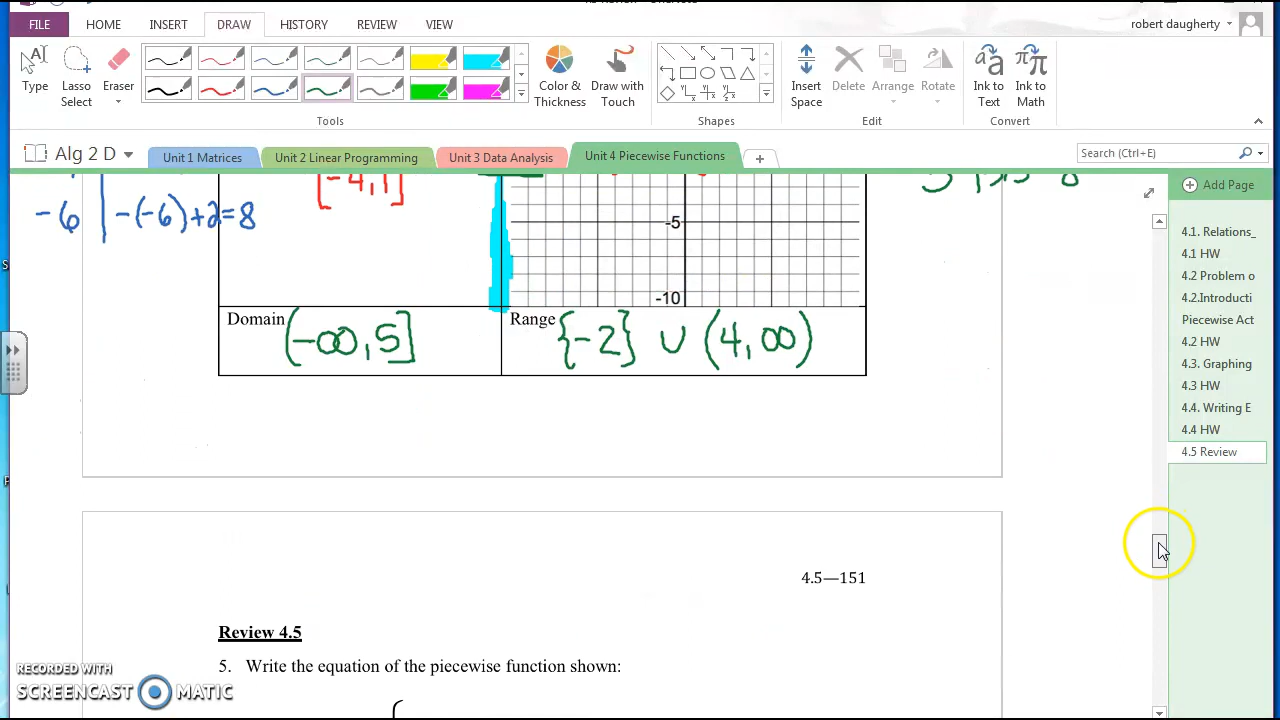 FILE HOME INSERT DRAW HISTORY REVIEW VIEW robert daugherty
Type Lasso Select Eraser Color & Thickness Draw with Touch Insert Space Delete Arrange Rotate Ink to Text Ink to Math
Tools Shapes Edit Convert
Alg 2 D Unit 1 Matrices Unit 2 Linear Programming Unit 3 Data Analysis Unit 4 Piecewise Functions Search (Ctrl+E)
Add Page
4.1. Relations_
4.1 HW
4.2 Problem o
4.2.Introducti
Piecewise Act
4.2 HW
4.3. Graphing
4.3 HW
4.4. Writing E
4.4 HW
4.5 Review
[-4,1]
-6 | -(-6)+2=8
-5
-10
Domain (-∞,5] Range {-2} ∪ (4,∞)
4.5—151
Review 4.5
5. Write the equation of the piecewise function shown:
RECORDED WITH
SCREENCAST MATIC